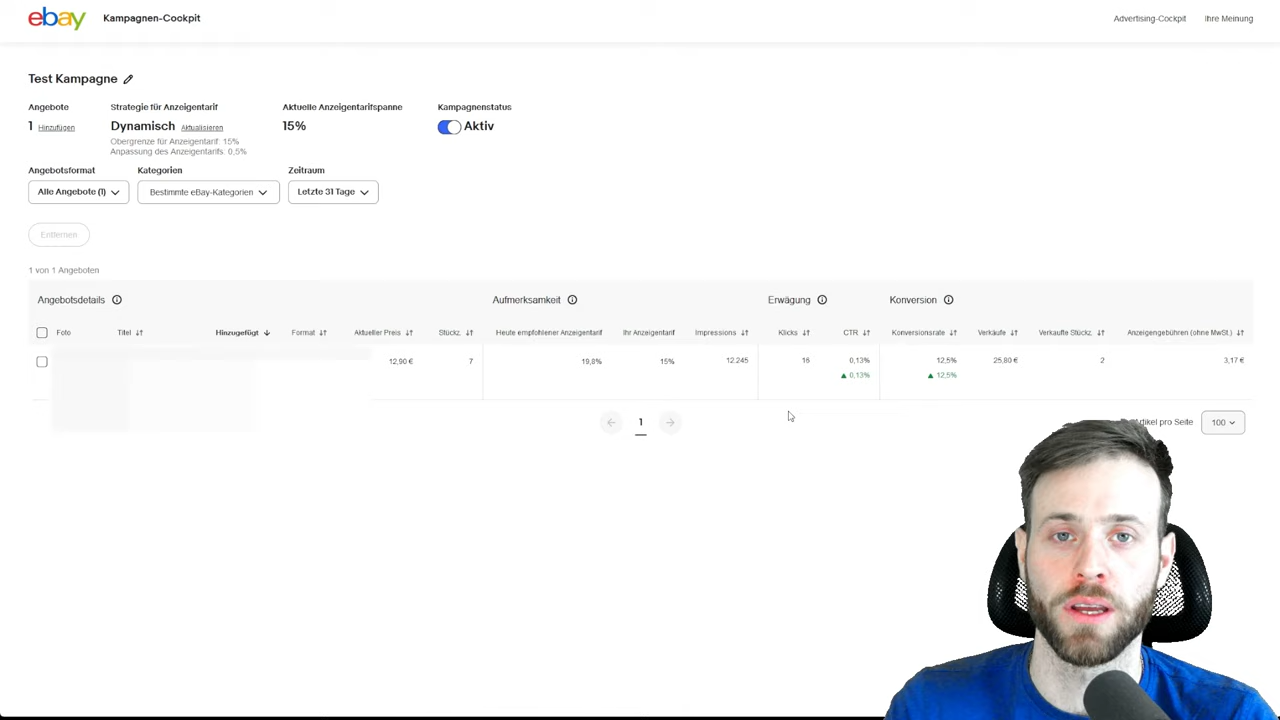 ebay Kampagnen-Cockpit Advertising-Cockpit Ihre Meinung
Test Kampagne
Angebote Strategie für Anzeigentarif Aktuelle Anzeigentarifspanne Kampagnenstatus
1 Hinzufügen Dynamisch Aktualisieren 15% Aktiv
Obergrenze für Anzeigentarif: 15%
Anpassung des Anzeigentarifs: 0,5%
Angebotsformat Kategorien Zeitraum
Alle Angebote (1) Bestimmte eBay-Kategorien Letzte 31 Tage
Entfernen
1 von 1 Angeboten
Angebotsdetails Aufmerksamkeit Erwägung Konversion
Foto Titel Hinzugefügt Format Aktueller Preis Stückz. Heute empfohlener Anzeigentarif Ihr Anzeigentarif Impressions Klicks CTR Konversionsrate Verkäufe Verkaufte Stückz. Anzeigengebühren (ohne MwSt.)
12,90 € 7 19,8% 15% 12.245 16 0,13% 12,5% 25,80 € 2 3,17 €
0,13% 12,5%
1 pro Seite 100